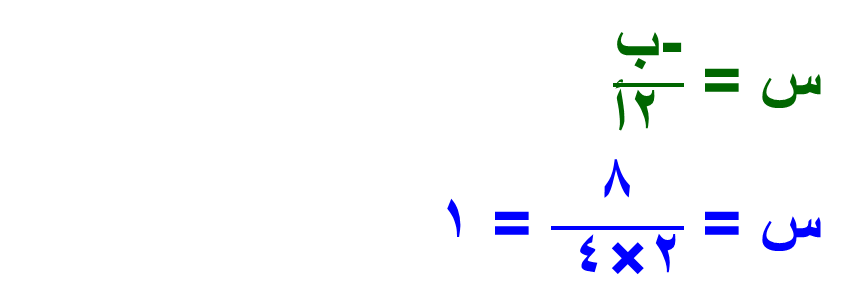 س = -ب / ٢أ
س = ٨ / ٢×٤ = ١